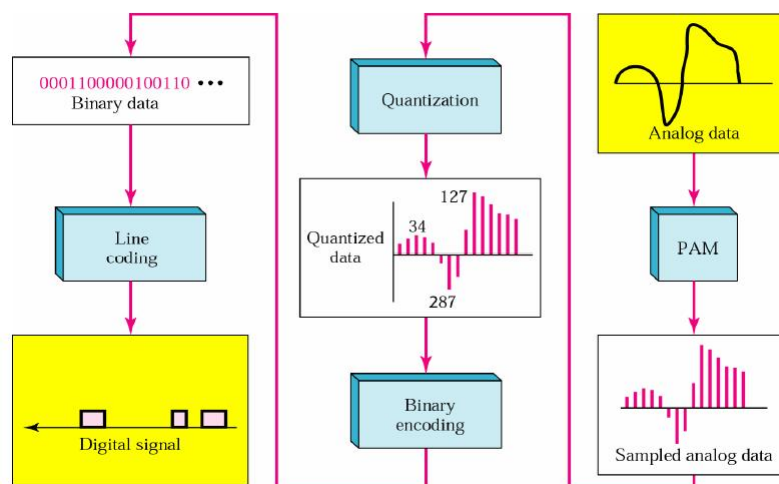 0001100000100110 •••
Binary data
Line
coding
Digital signal
Quantization
127
34
Quantized
data
287
Binary
encoding
Analog data
PAM
Sampled analog data